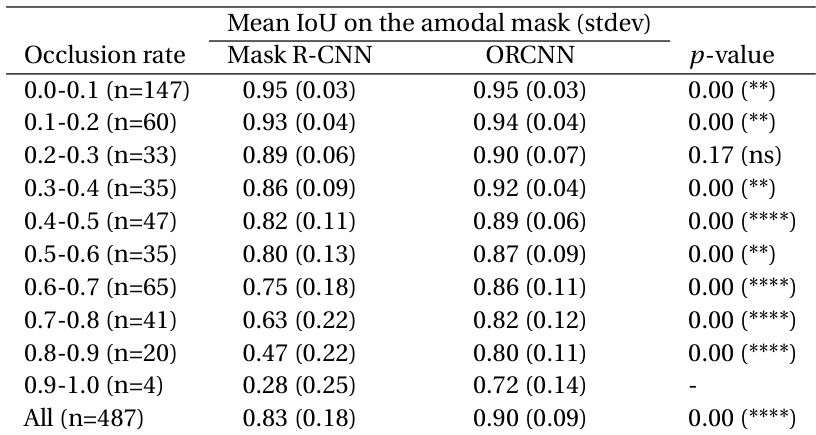 Mean IoU on the amodal mask (stdev)
Occlusion rate Mask R-CNN ORCNN p-value
0.0-0.1 (n=147) 0.95 (0.03) 0.95 (0.03) 0.00 (**)
0.1-0.2 (n=60) 0.93 (0.04) 0.94 (0.04) 0.00 (**)
0.2-0.3 (n=33) 0.89 (0.06) 0.90 (0.07) 0.17 (ns)
0.3-0.4 (n=35) 0.86 (0.09) 0.92 (0.04) 0.00 (**)
0.4-0.5 (n=47) 0.82 (0.11) 0.89 (0.06) 0.00 (****)
0.5-0.6 (n=35) 0.80 (0.13) 0.87 (0.09) 0.00 (**)
0.6-0.7 (n=65) 0.75 (0.18) 0.86 (0.11) 0.00 (****)
0.7-0.8 (n=41) 0.63 (0.22) 0.82 (0.12) 0.00 (****)
0.8-0.9 (n=20) 0.47 (0.22) 0.80 (0.11) 0.00 (****)
0.9-1.0 (n=4) 0.28 (0.25) 0.72 (0.14) -
All (n=487) 0.83 (0.18) 0.90 (0.09) 0.00 (****)